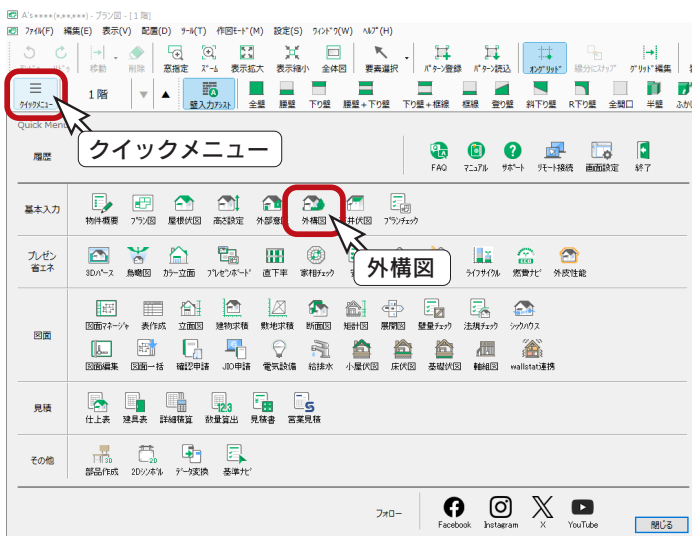 A's****(*,**,***) - プラン図 - [1 階]
ﾌｧｲﾙ(F) 編集(E) 表示(V) 配置(D) ﾂｰﾙ(T) 作図ﾓｰﾄﾞ(M) 設定(S) ｳｨﾝﾄﾞｳ(W) ﾍﾙﾌﾟ(H)
移動 削除 窓指定 ｽﾞｰﾑ 表示拡大 表示縮小 全体図 要素選択 ﾊﾟﾀｰﾝ登録 ﾊﾟﾀｰﾝ読込 ｵﾝｸﾞﾘｯﾄﾞ 線分にｽﾅｯﾌﾟ ｸﾞﾘｯﾄﾞ編集
ｸｲｯｸﾒﾆｭｰ 1 階 ▼ ▲ 壁入力ｱｼｽﾄ 全壁 腰壁 下り壁 腰壁+下り壁 下り壁+框線 框線 登り壁 斜下り壁 R下り壁 全開口 半壁
Quick Menu
クイックメニュー
履歴
FAQ ﾏﾆｭｱﾙ ｻﾎﾟｰﾄ ﾘﾓｰﾄ接続 画面設定 終了
基本入力
物件概要 ﾌﾟﾗﾝ図 屋根伏図 高さ設定 外部意匠 外構図 天井伏図 ﾌﾟﾗﾝﾁｪｯｸ
外構図
プレゼン
省エネ
3Dﾊﾟｰｽ 鳥瞰図 ｶﾗｰ立面 ﾌﾟﾚｾﾞﾝﾎﾞｰﾄﾞ 直下率 家相ﾁｪｯｸ ﾗｲﾌｻｲｸﾙ 燃費ﾅﾋﾞ 外皮性能
図面
図面ﾏﾈｰｼﾞｬ 表作成 立面図 建物求積 敷地求積 断面図 矩計図 展開図 壁量ﾁｪｯｸ 法規ﾁｪｯｸ ｼｯｸﾊｳｽ
図面編集 図面一括 確認申請 JIO申請 電気設備 給排水 小屋伏図 床伏図 基礎伏図 軸組図 wallstat連携
見積
仕上表 建具表 詳細積算 数量算出 見積書 営業見積
その他
部品作成 2Dｼﾝﾎﾞﾙ ﾃﾞｰﾀ変換 基準ﾅﾋﾞ
フォロー
Facebook Instagram X YouTube
閉じる